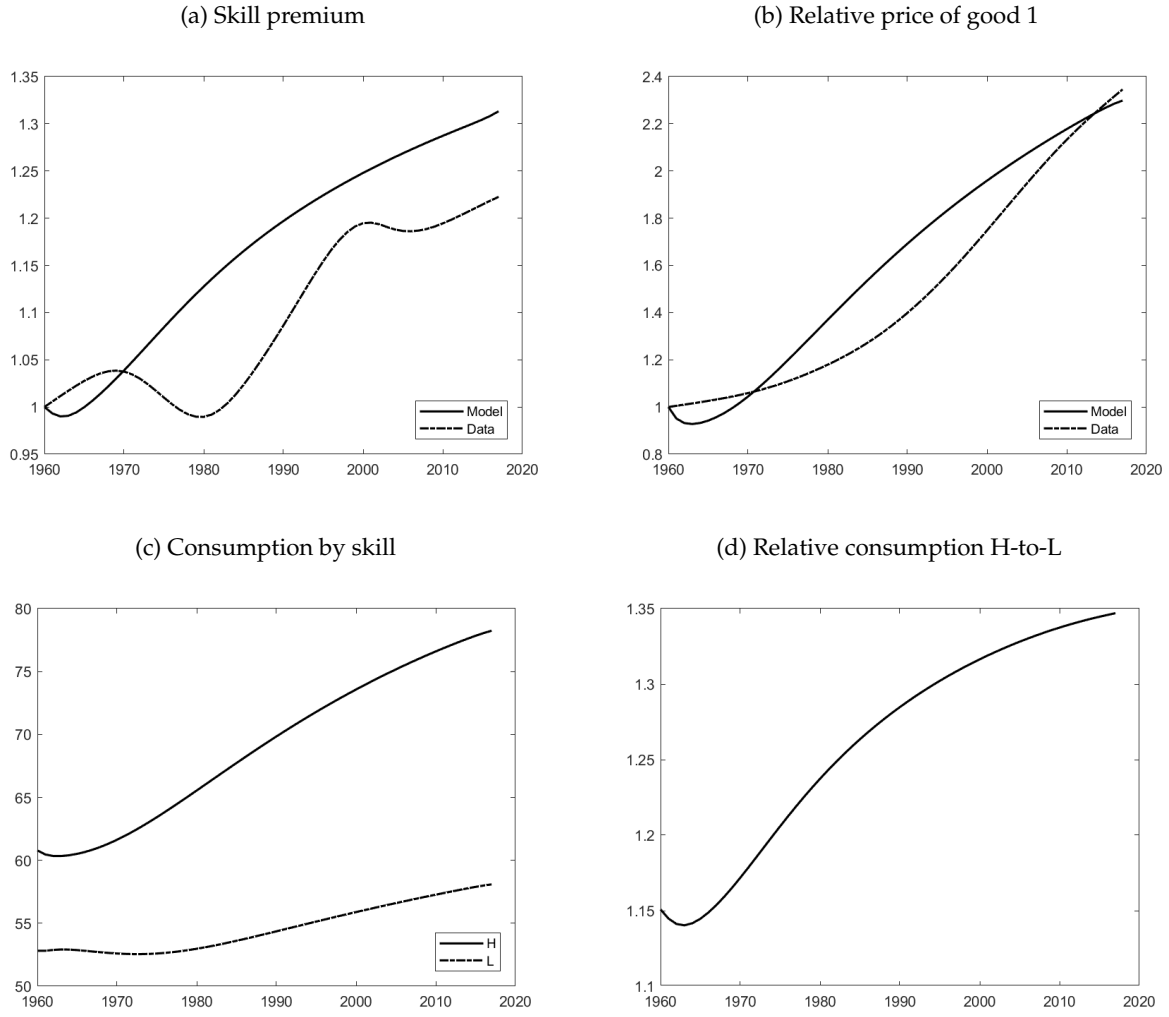 (a) Skill premium
1.35
1.3
1.25
1.2
1.15
1.1
1.05
1
0.95
1960 1970 1980 1990 2000 2010 2020
Model
Data
(b) Relative price of good 1
2.4
2.2
2
1.8
1.6
1.4
1.2
1
0.8
1960 1970 1980 1990 2000 2010 2020
Model
Data
(c) Consumption by skill
80
75
70
65
60
55
50
1960 1970 1980 1990 2000 2010 2020
H
L
(d) Relative consumption H-to-L
1.35
1.3
1.25
1.2
1.15
1.1
1960 1970 1980 1990 2000 2010 2020